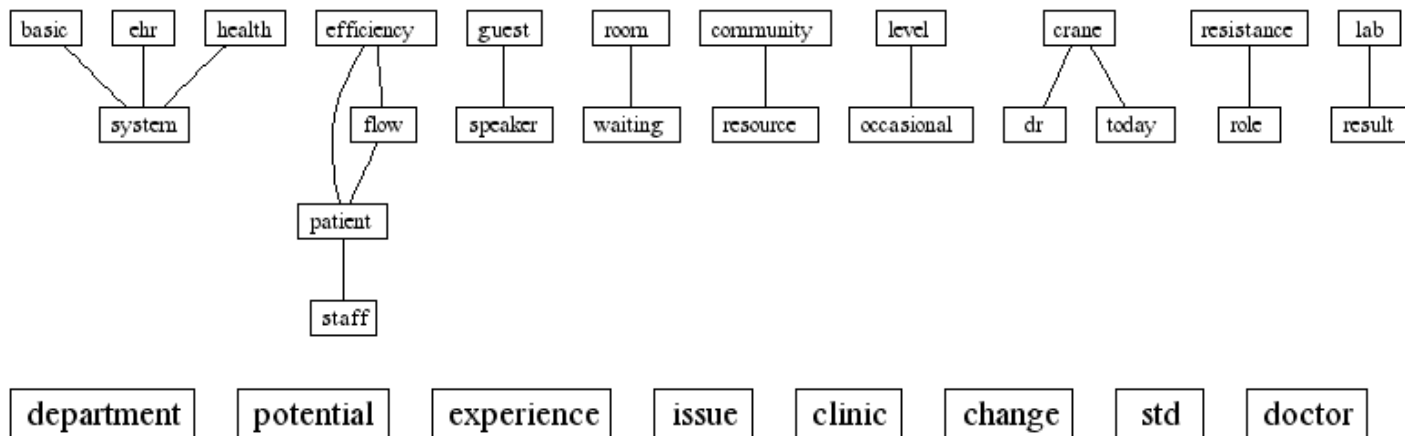 basic ehr health efficiency guest room community level crane resistance lab
system flow speaker waiting resource occasional dr today role result
patient
staff
department potential experience issue clinic change std doctor